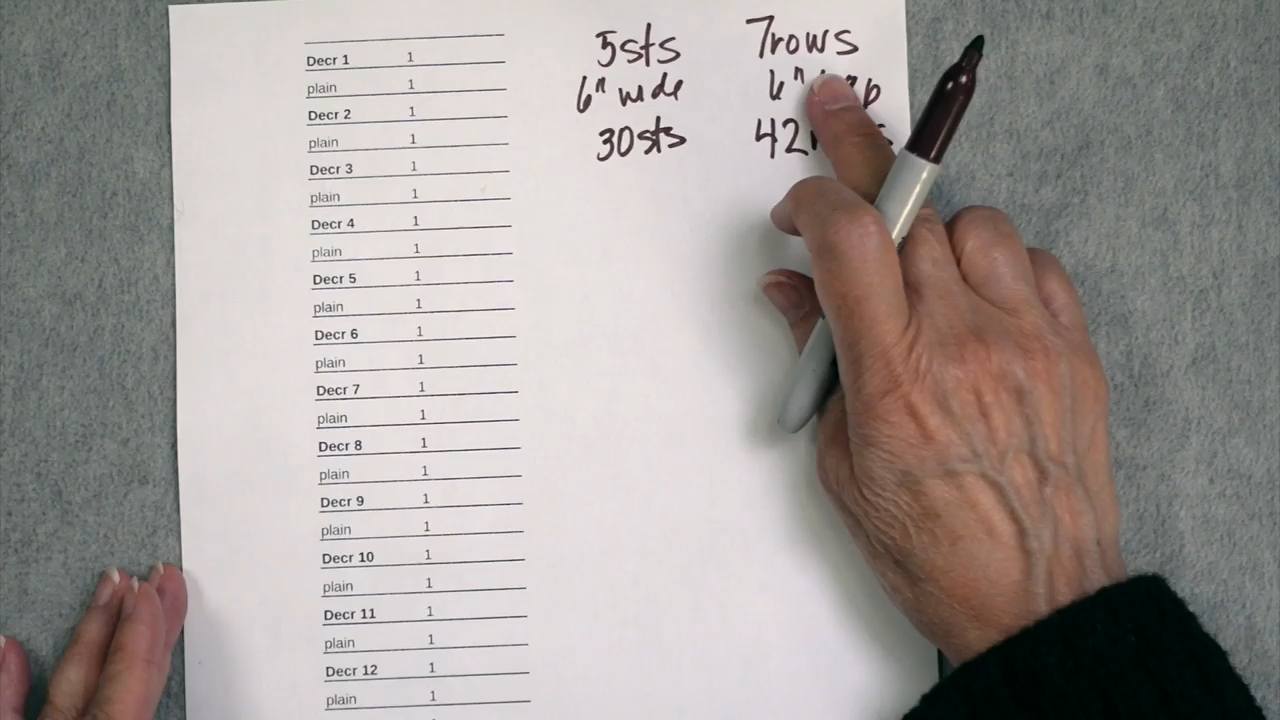 5sts 7rows
6" wide 6"
30sts 42
Decr 1 1
plain 1
Decr 2 1
plain 1
Decr 3 1
plain 1
Decr 4 1
plain 1
Decr 5 1
plain 1
Decr 6 1
plain 1
Decr 7 1
plain 1
Decr 8 1
plain 1
Decr 9 1
plain 1
Decr 10 1
plain 1
Decr 11 1
plain 1
Decr 12 1
plain 1